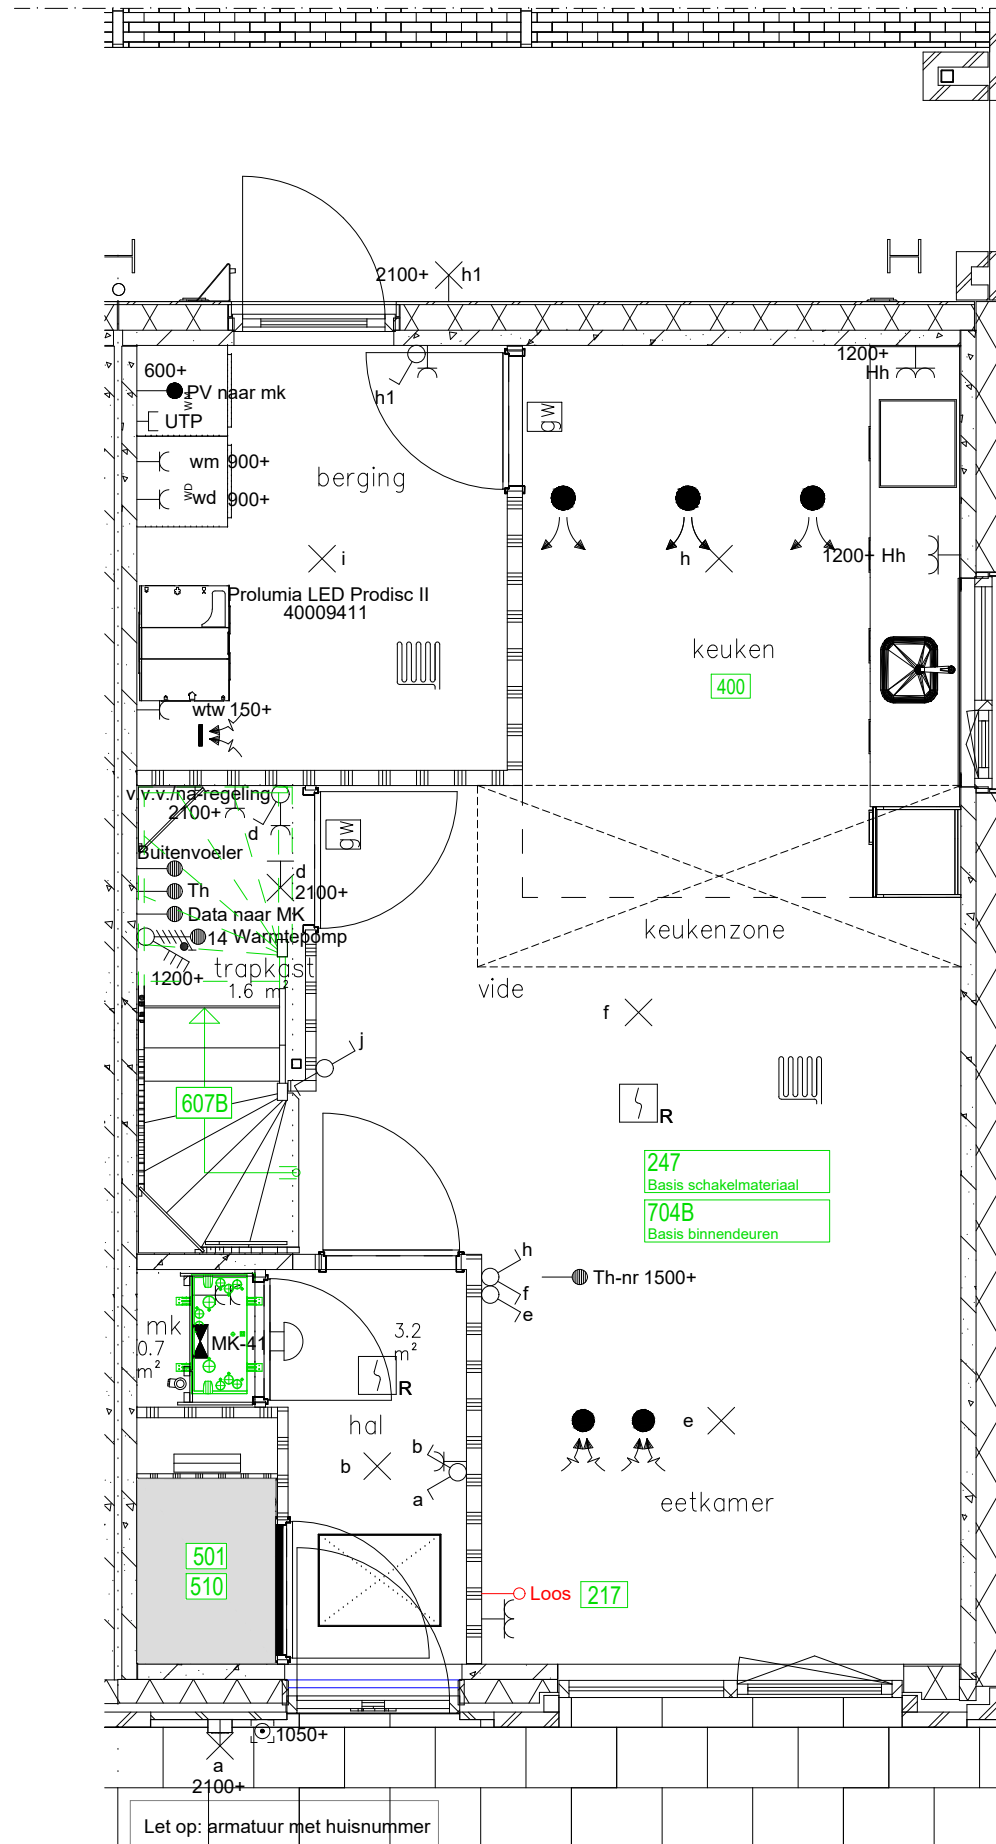 2100+ h1
600+
PV naar mk
h1
1200+
Hh
WM
UTP
gw
wm 900+
WD
wd 900+
berging
i
h
1200+ Hh
Prolumia LED Prodisc II
40009411
keuken
400
wtw 150+
v.v.v./na-regeling
2100+
d
gw
Buitenvoeler
d
Th
2100+
Data naar MK
14 Warmtepomp
keukenzone
trapkast
1200+
1.6 m²
vide
f
j
607B
R
247
Basis schakelmateriaal
704B
Basis binnendeuren
h
Th-nr 1500+
f
e
mk
MK-41
0.7
m²
3.2
m²
R
hal
e
b
b
a
eetkamer
501
510
Loos
217
1050+
a
2100+
Let op: armatuur met huisnummer